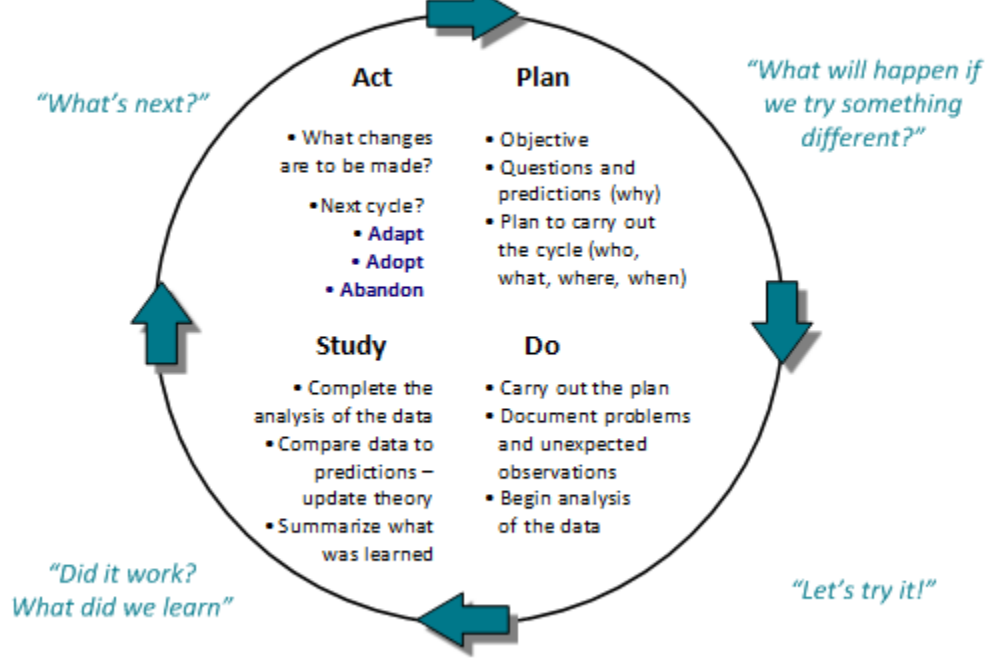 “What’s next?”
Act
• What changes
are to be made?
•Next cycle?
• Adapt
• Adopt
• Abandon
Plan
• Objective
• Questions and
predictions (why)
• Plan to carry out
the cycle (who,
what, where, when)
“What will happen if
we try something
different?”
Study
• Complete the
analysis of the data
•Compare data to
predictions –
update theory
•Summarize what
was learned
Do
• Carry out the plan
• Document problems
and unexpected
observations
• Begin analysis
of the data
“Did it work?
What did we learn”
“Let’s try it!”